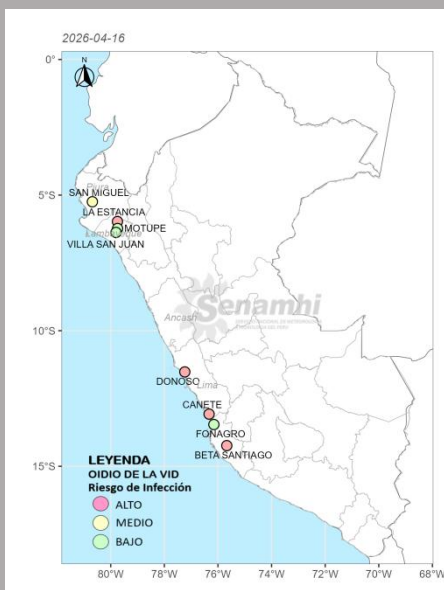 2026-04-16
N
0°
5°S
10°S
15°S
Piura
SAN MIGUEL
LA ESTANCIA
MOTUPE
Lambayeque
VILLA SAN JUAN
Senamhi
Ancash
DONOSO
Lima
CANETE
FONAGRO
BETA SANTIAGO
LEYENDA
OIDIO DE LA VID
Riesgo de Infección
ALTO
MEDIO
BAJO
80°W 78°W 76°W 74°W 72°W 70°W 68°W